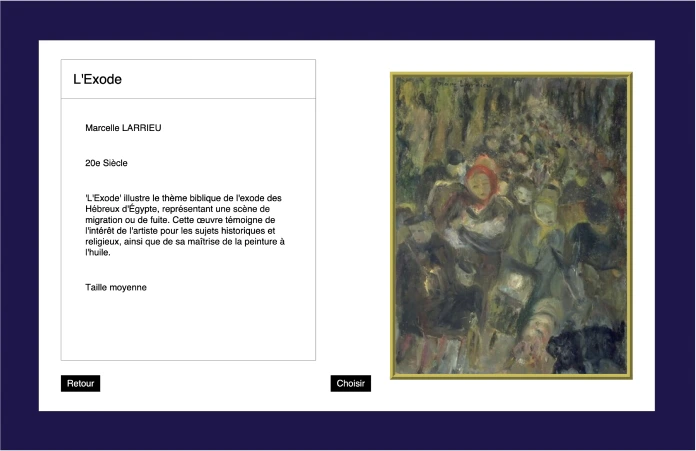 L'Exode
Marcelle LARRIEU
20e Siècle
'L'Exode' illustre le thème biblique de l'exode des
Hébreux d'Égypte, représentant une scène de
migration ou de fuite. Cette œuvre témoigne de
l'intérêt de l'artiste pour les sujets historiques et
religieux, ainsi que de sa maîtrise de la peinture à
l'huile.
Taille moyenne
Retour
Choisir